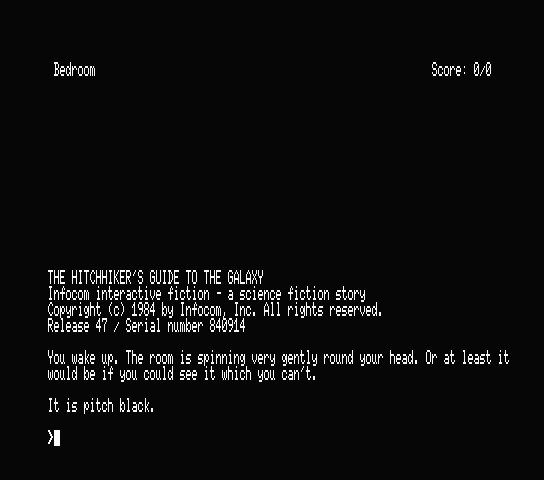 Bedroom Score: 0/0
THE HITCHHIKER'S GUIDE TO THE GALAXY
Infocom interactive fiction - a science fiction story
Copyright (c) 1984 by Infocom, Inc. All rights reserved.
Release 47 / Serial number 840914
You wake up. The room is spinning very gently round your head. Or at least it
would be if you could see it which you can't.
It is pitch black.
>